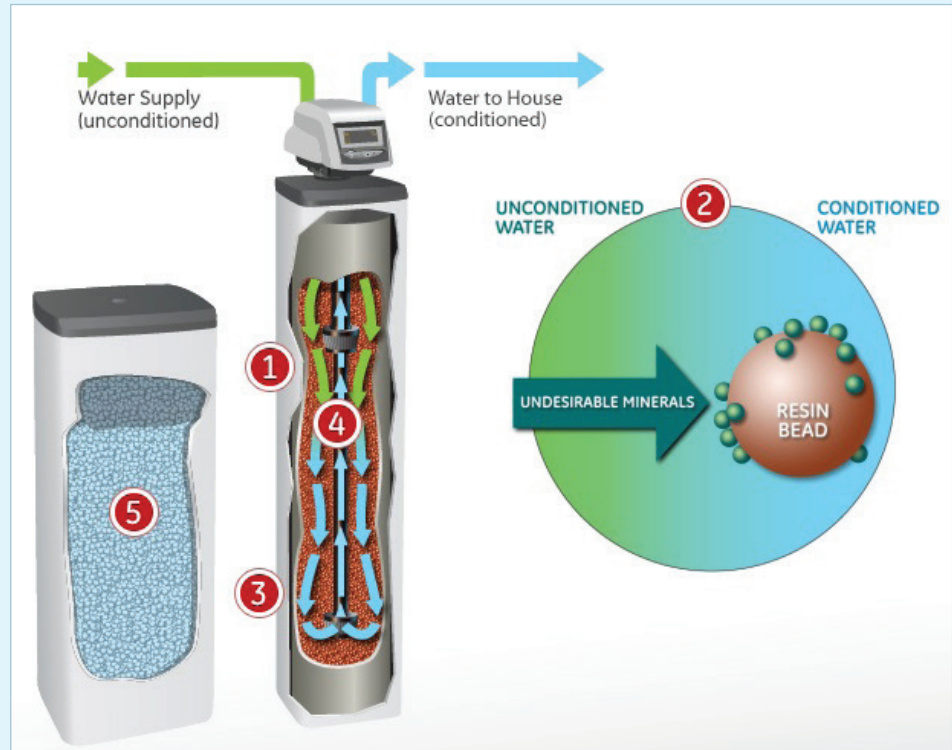 Water Supply
(unconditioned)
Water to House
(conditioned)
UNCONDITIONED
WATER
2
CONDITIONED
WATER
1
UNDESIRABLE MINERALS
RESIN
BEAD
4
5
3